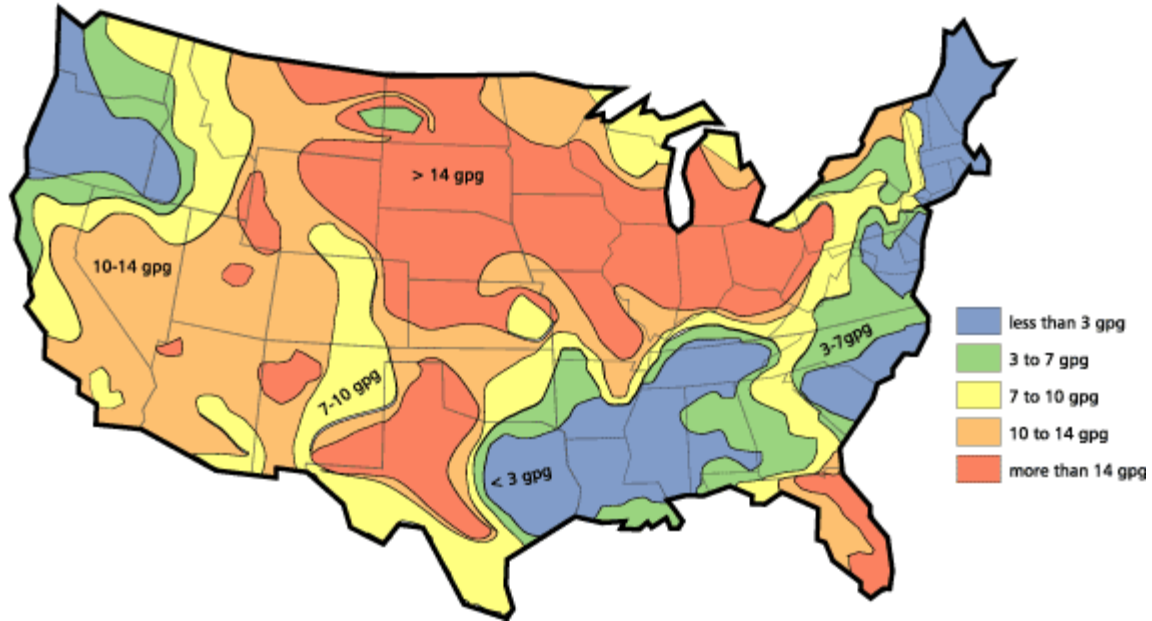 > 14 gpg
10-14 gpg
less than 3 gpg
3-7gpg
3 to 7 gpg
7-10 gpg
7 to 10 gpg
10 to 14 gpg
< 3 gpg
more than 14 gpg